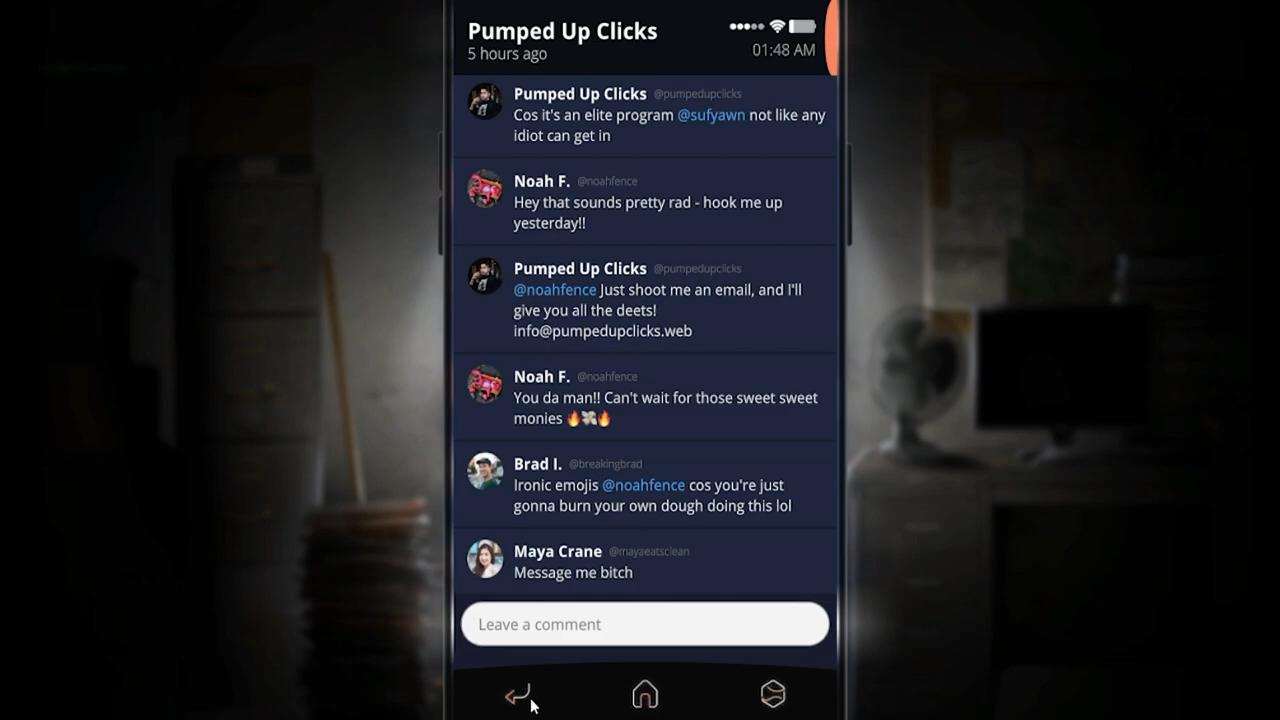 Pumped Up Clicks
5 hours ago
01:48 AM
Pumped Up Clicks @pumpedupclicks
Cos it's an elite program @sufyawn not like any
idiot can get in
Noah F. @noahfence
Hey that sounds pretty rad - hook me up
yesterday!!
Pumped Up Clicks @pumpedupclicks
@noahfence Just shoot me an email, and I'll
give you all the deets!
info@pumpedupclicks.web
Noah F. @noahfence
You da man!! Can't wait for those sweet sweet
monies 🔥💸🔥
Brad I. @breakingbrad
Ironic emojis @noahfence cos you're just
gonna burn your own dough doing this lol
Maya Crane @mayaeatsclean
Message me bitch
Leave a comment